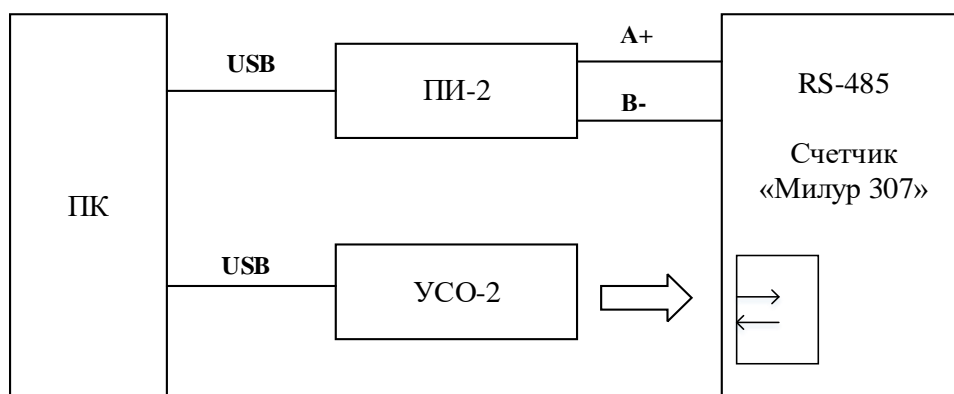 ПК
USB
ПИ-2
A+
B-
RS-485
Счетчик
«Милур 307»
USB
УСО-2